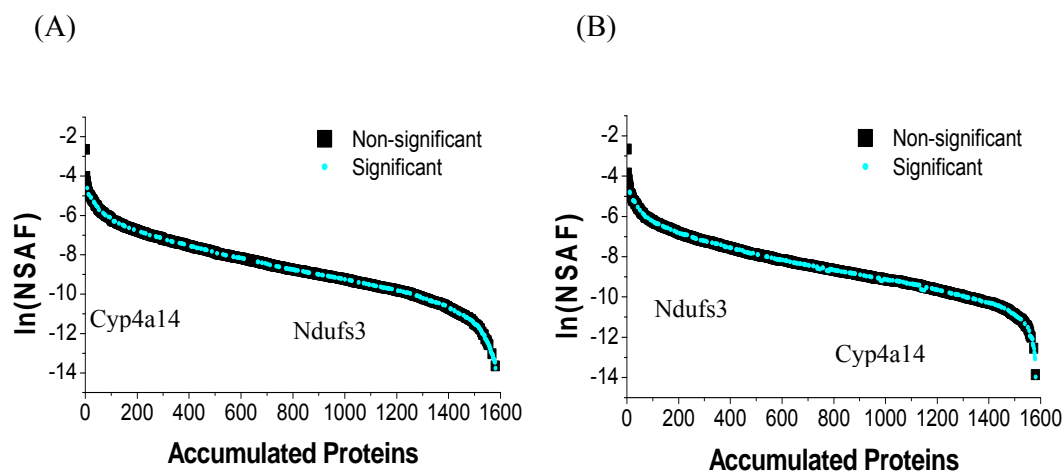 (A)
(B)
Non-significant
Significant
Non-significant
Significant
ln(NSAF)
-2
-4
-6
-8
-10
-12
-14
Cyp4a14
Ndufs3
0 200 400 600 800 1000 1200 1400 1600
Accumulated Proteins
ln(NSAF)
-2
-4
-6
-8
-10
-12
-14
Ndufs3
Cyp4a14
0 200 400 600 800 1000 1200 1400 1600
Accumulated Proteins